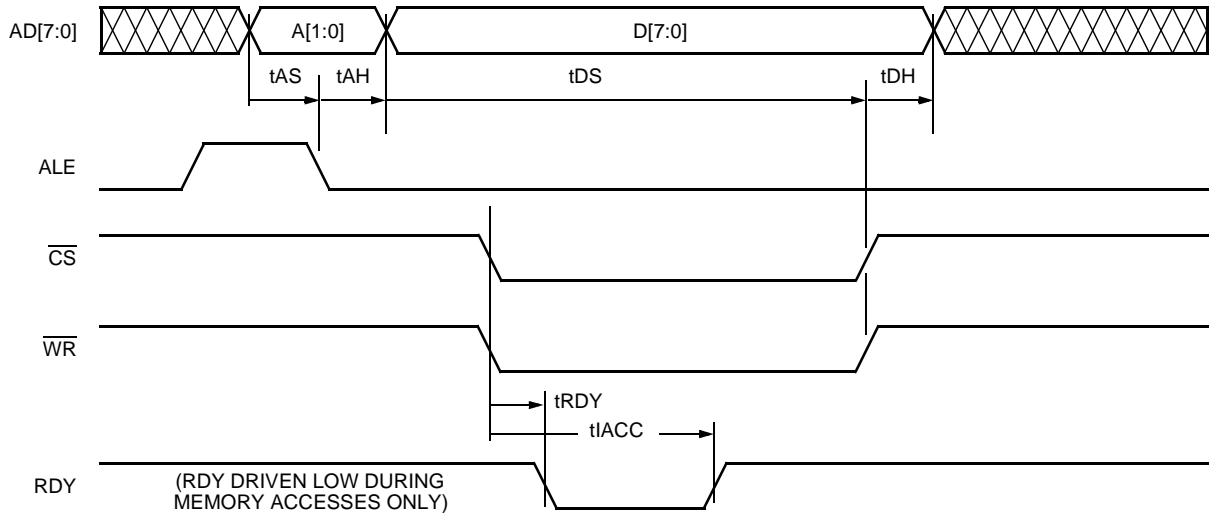 AD[7:0]
A[1:0]
D[7:0]
tAS
tAH
tDS
tDH
ALE
CS
WR
tRDY
tIACC
RDY
(RDY DRIVEN LOW DURING
MEMORY ACCESSES ONLY)